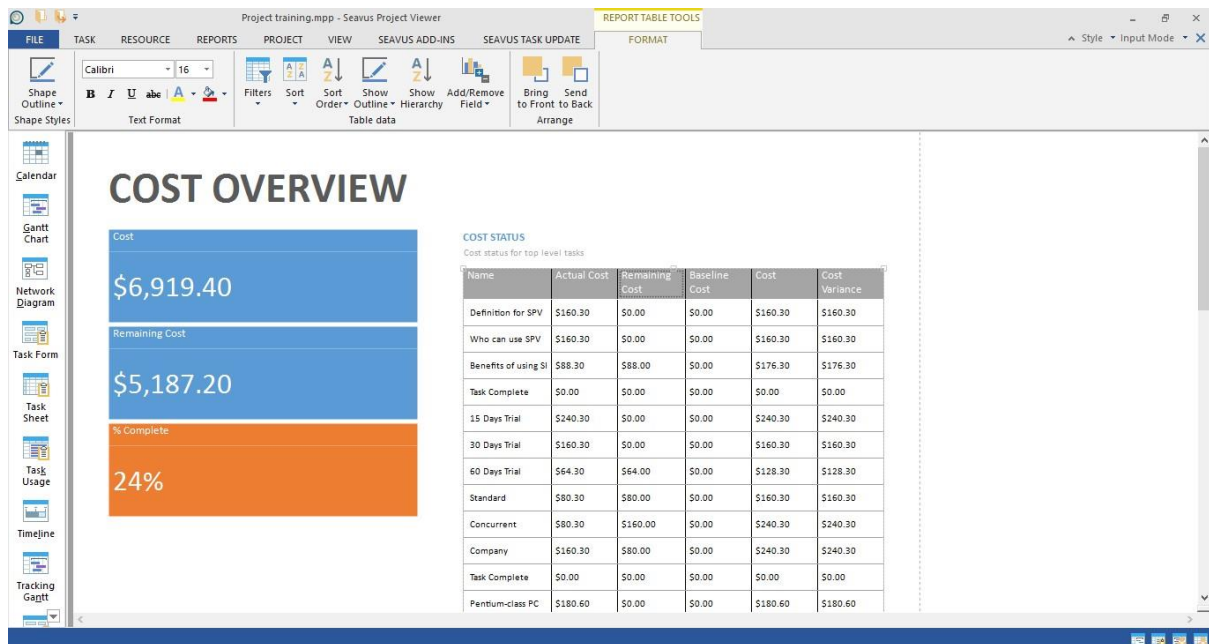 Project training.mpp - Seavus Project Viewer
REPORT TABLE TOOLS
FILE TASK RESOURCE REPORTS PROJECT VIEW SEAVUS ADD-INS SEAVUS TASK UPDATE FORMAT
Style Input Mode
Shape Outline
Shape Styles
Calibri 16
B I U abc A
Text Format
Filters
Sort
Sort Order
Show Outline
Show Hierarchy
Add/Remove Field
Table data
Bring to Front
Send to Back
Arrange
Calendar
Gantt Chart
Network Diagram
Task Form
Task Sheet
Task Usage
Timeline
Tracking Gantt
COST OVERVIEW
Cost
$6,919.40
Remaining Cost
$5,187.20
% Complete
24%
COST STATUS
Cost status for top level tasks
Name Actual Cost Remaining Cost Baseline Cost Cost Cost Variance
Definition for SPV $160.30 $0.00 $0.00 $160.30 $160.30
Who can use SPV $160.30 $0.00 $0.00 $160.30 $160.30
Benefits of using S $88.30 $88.00 $0.00 $176.30 $176.30
Task Complete $0.00 $0.00 $0.00 $0.00 $0.00
15 Days Trial $240.30 $0.00 $0.00 $240.30 $240.30
30 Days Trial $160.30 $0.00 $0.00 $160.30 $160.30
60 Days Trial $64.30 $64.00 $0.00 $128.30 $128.30
Standard $80.30 $80.00 $0.00 $160.30 $160.30
Concurrent $80.30 $160.00 $0.00 $240.30 $240.30
Company $160.30 $80.00 $0.00 $240.30 $240.30
Task Complete $0.00 $0.00 $0.00 $0.00 $0.00
Pentium-class PC $180.60 $0.00 $0.00 $180.60 $180.60